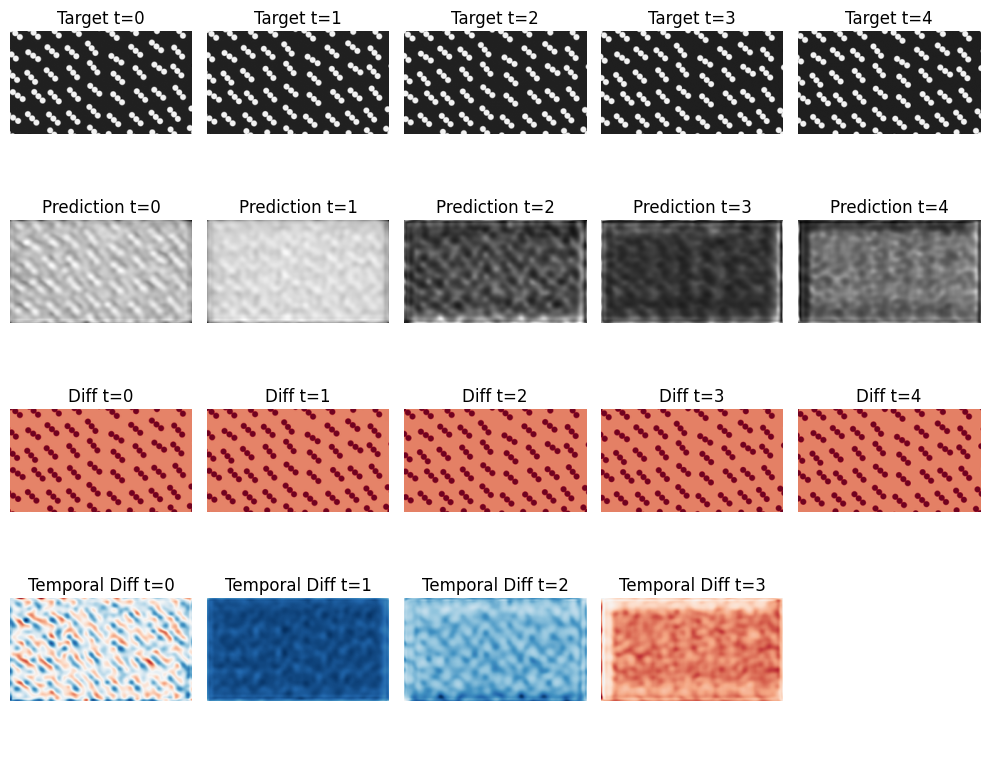 Target t=0 Target t=1 Target t=2 Target t=3 Target t=4
Prediction t=0 Prediction t=1 Prediction t=2 Prediction t=3 Prediction t=4
Diff t=0 Diff t=1 Diff t=2 Diff t=3 Diff t=4
Temporal Diff t=0 Temporal Diff t=1 Temporal Diff t=2 Temporal Diff t=3